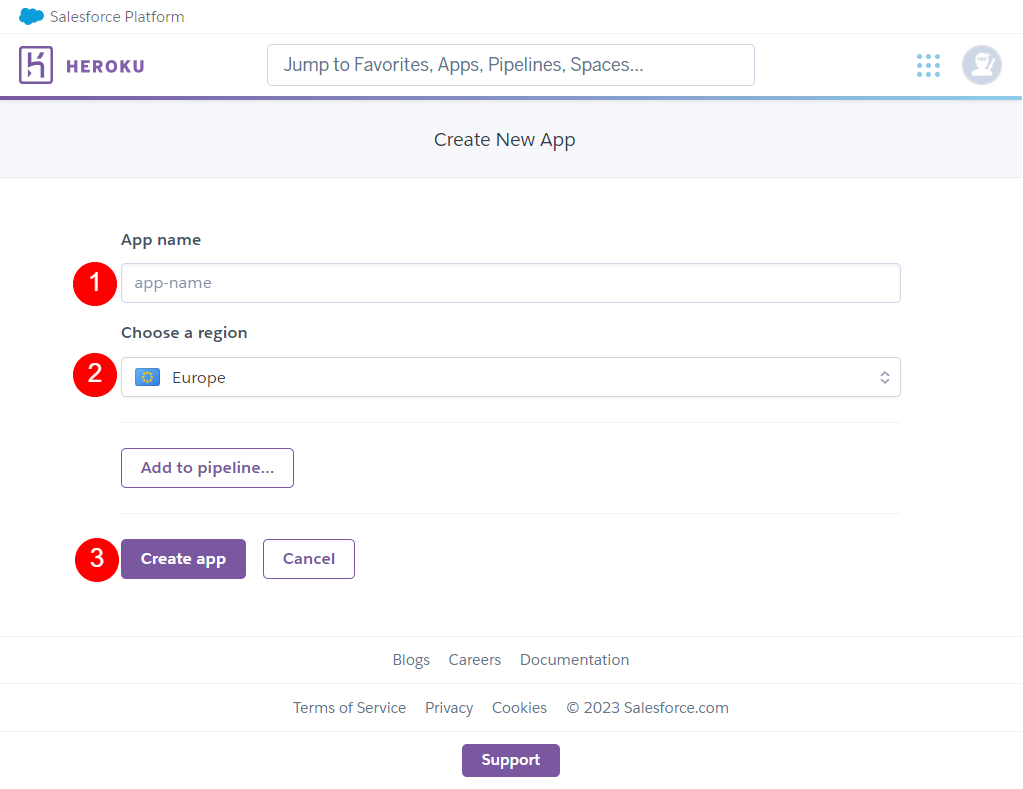 Salesforce Platform
HEROKU
Jump to Favorites, Apps, Pipelines, Spaces...
Create New App
App name
1
app-name
Choose a region
2
Europe
Add to pipeline...
3
Create app
Cancel
Blogs Careers Documentation
Terms of Service Privacy Cookies © 2023 Salesforce.com
Support